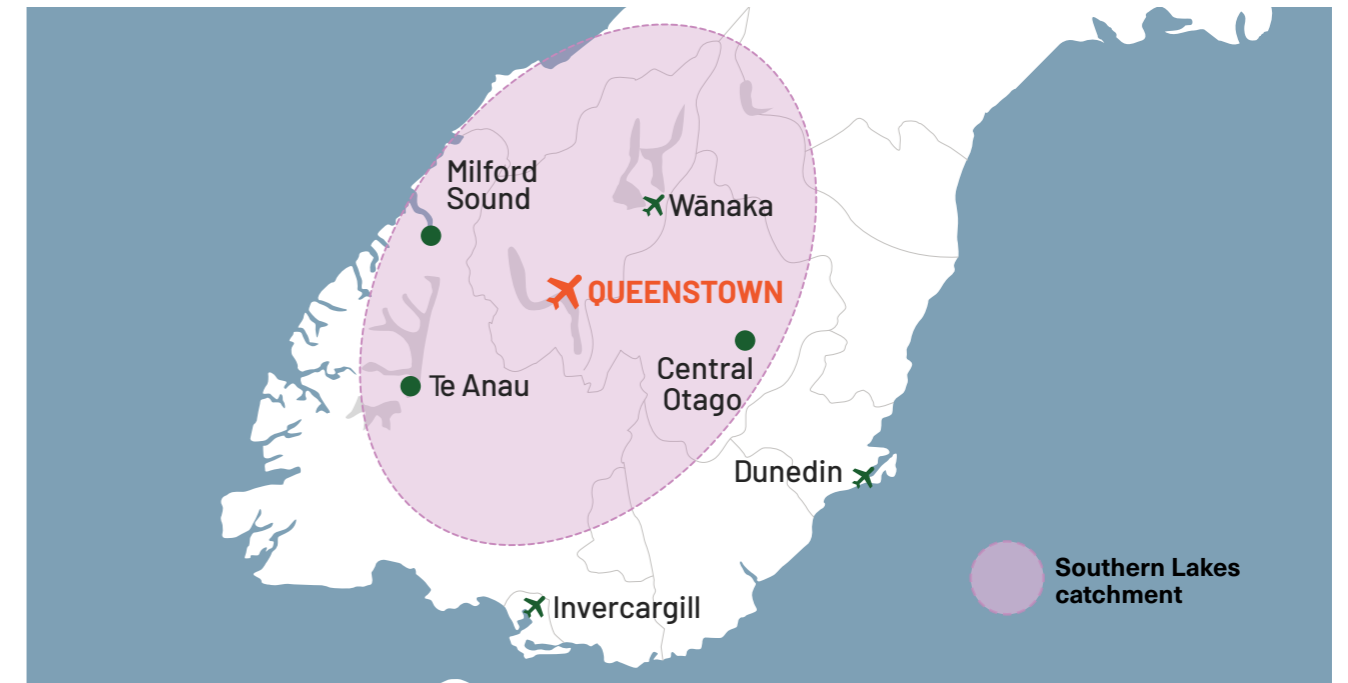 Milford
Sound
Wānaka
QUEENSTOWN
Central
Otago
Te Anau
Dunedin
Southern Lakes
catchment
Invercargill